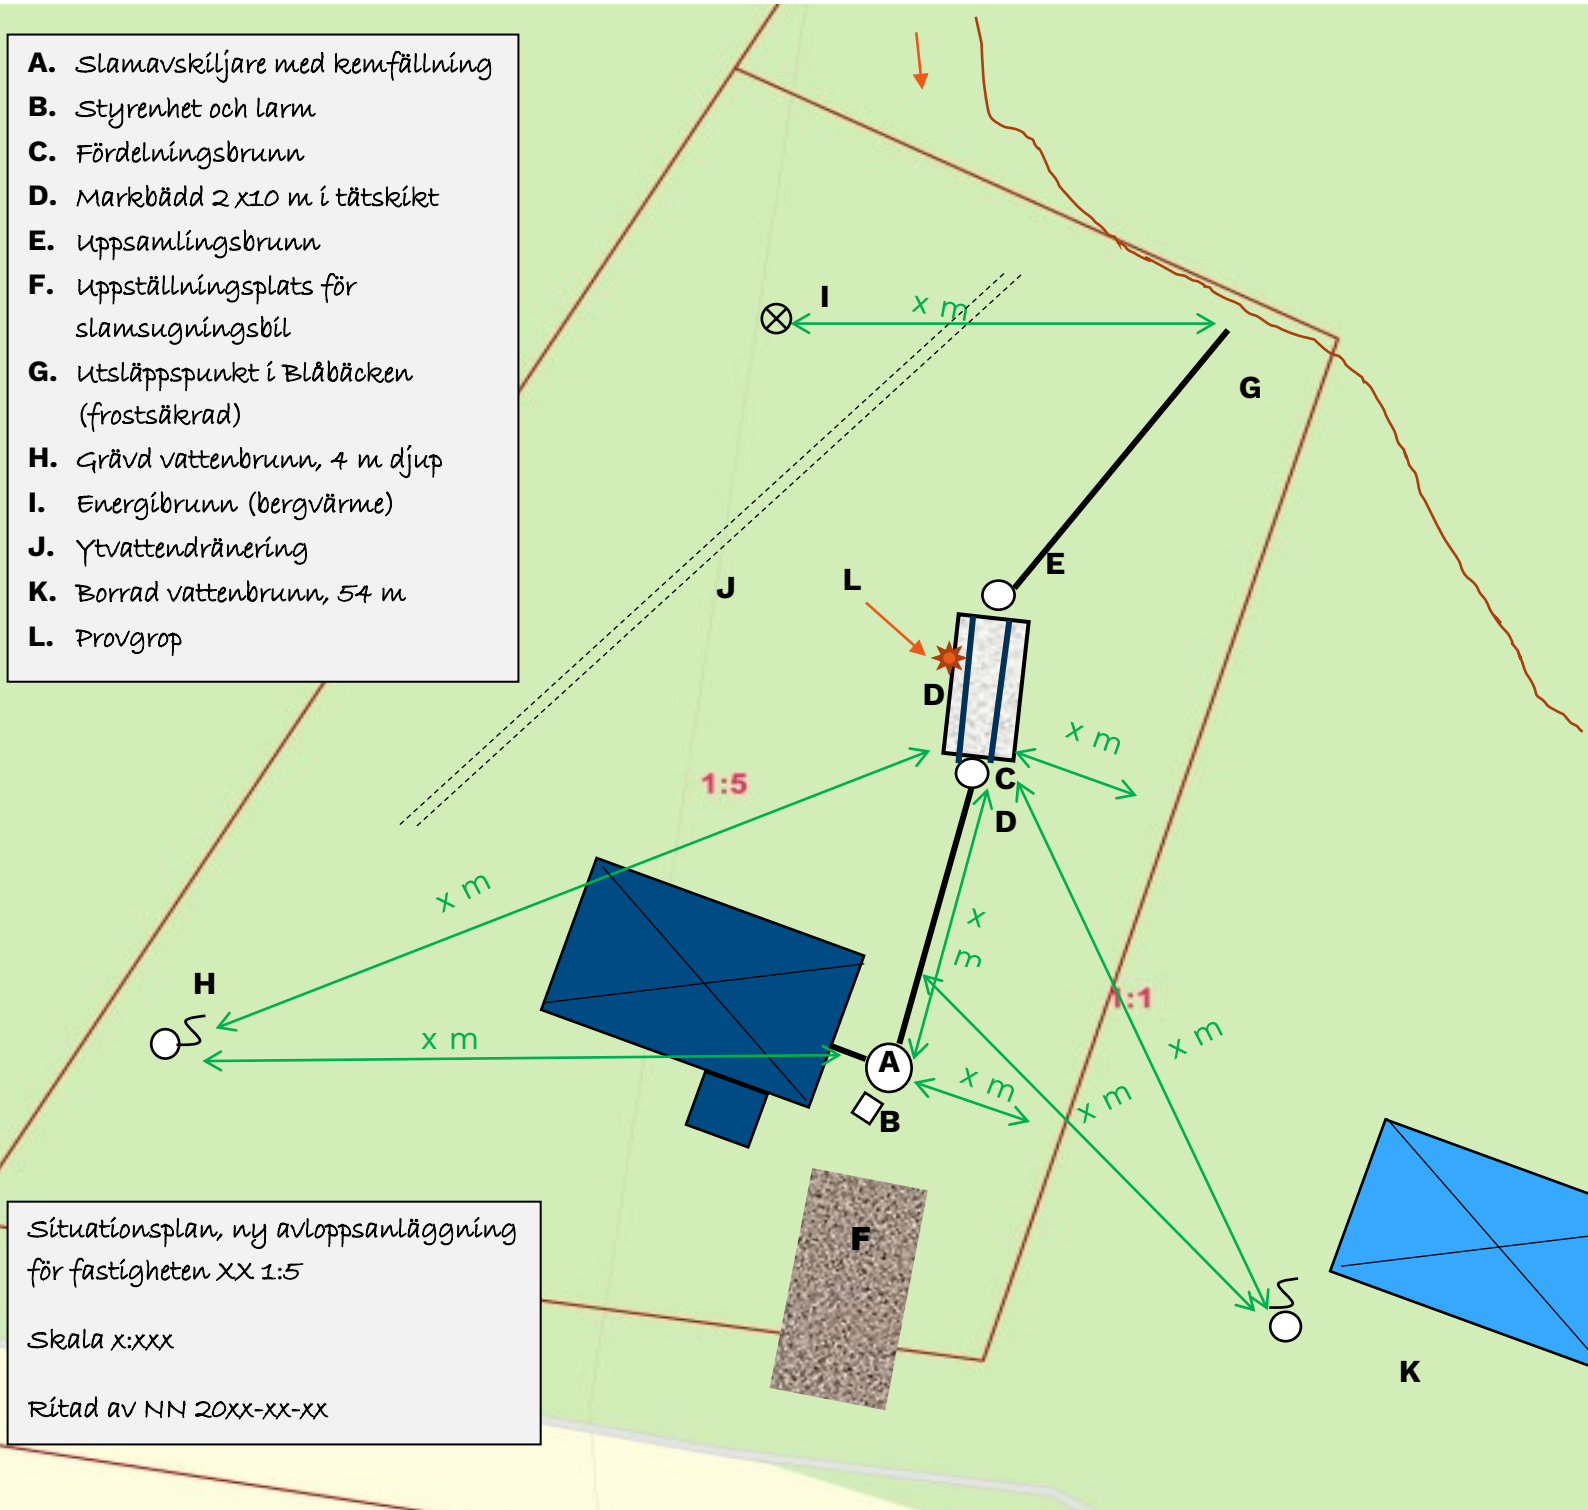 A. Slamavskiljare med kemfällning
B. Styrenhet och larm
C. Fördelningsbrunn
D. Markbädd 2 x10 m i tätskikt
E. Uppsamlingsbrunn
F. Uppställningsplats för
slamsugningsbil
G. Utsläppspunkt i Blåbäcken
(frostsäkrad)
H. Grävd vattenbrunn, 4 m djup
I. Energibrunn (bergvärme)
J. Ytvattendränering
K. Borrad vattenbrunn, 54 m
L. Provgrop
I
x m
G
E
J
L
D
x m
1:5
C
D
x m
x
m
H
1:1
x m
x m
A
x m
x m
B
F
K
Situationsplan, ny avloppsanläggning
för fastigheten XX 1:5
Skala x:xxx
Ritad av NN 20xx-xx-xx